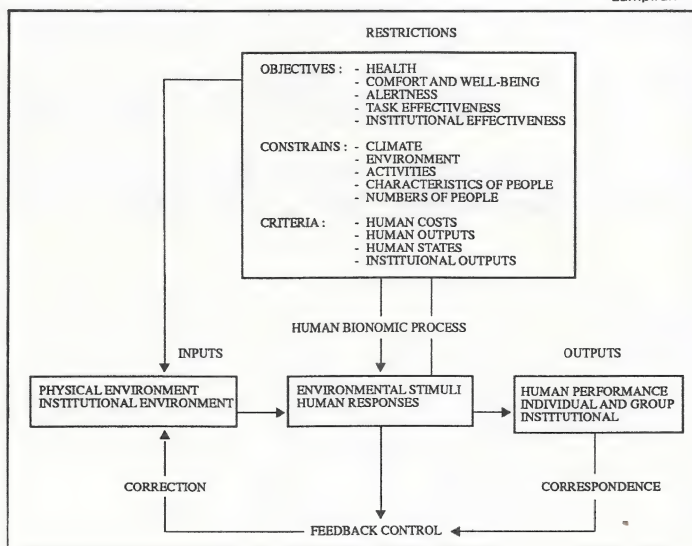 RESTRICTIONS
OBJECTIVES : - HEALTH
- COMFORT AND WELL-BEING
- ALERTNESS
- TASK EFFECTIVENESS
- INSTITUTIONAL EFFECTIVENESS
CONSTRAINS : - CLIMATE
- ENVIRONMENT
- ACTIVITIES
- CHARACTERISTICS OF PEOPLE
- NUMBERS OF PEOPLE
CRITERIA : - HUMAN COSTS
- HUMAN OUTPUTS
- HUMAN STATES
- INSTITUIONAL OUTPUTS
HUMAN BIONOMIC PROCESS
INPUTS
OUTPUTS
PHYSICAL ENVIRONMENT
INSTITUTIONAL ENVIRONMENT
ENVIRONMENTAL STIMULI
HUMAN RESPONSES
HUMAN PERFORMANCE
INDIVIDUAL AND GROUP
INSTITUTIONAL
CORRECTION
CORRESPONDENCE
FEEDBACK CONTROL